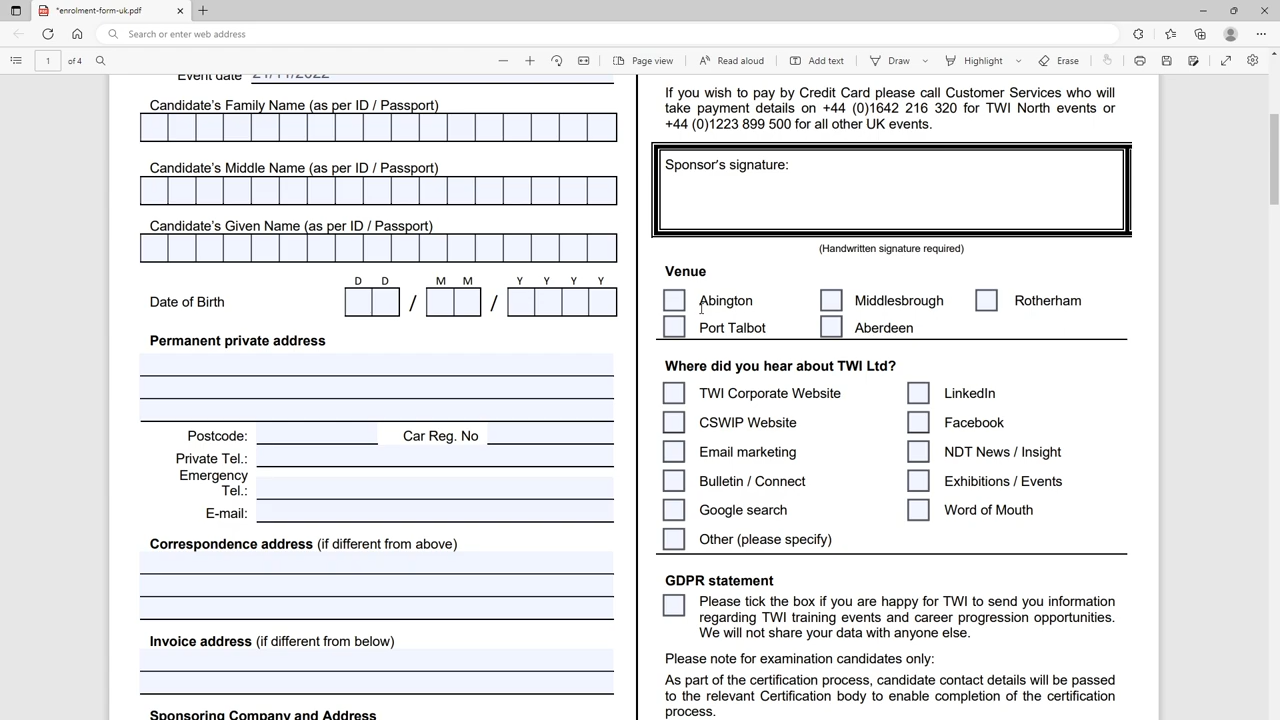 *enrolment-form-uk.pdf
Search or enter web address
1 of 4
Page view
Read aloud
Add text
Draw
Highlight
Erase
Event date 21/11/2022
Candidate's Family Name (as per ID / Passport)
Candidate's Middle Name (as per ID / Passport)
Candidate's Given Name (as per ID / Passport)
D D M M Y Y Y Y
Date of Birth / /
Permanent private address
Postcode: Car Reg. No
Private Tel.:
Emergency
Tel.:
E-mail:
Correspondence address (if different from above)
Invoice address (if different from below)
Sponsoring Company and Address
If you wish to pay by Credit Card please call Customer Services who will
take payment details on +44 (0)1642 216 320 for TWI North events or
+44 (0)1223 899 500 for all other UK events.
Sponsor's signature:
(Handwritten signature required)
Venue
Abington Middlesbrough Rotherham
Port Talbot Aberdeen
Where did you hear about TWI Ltd?
TWI Corporate Website LinkedIn
CSWIP Website Facebook
Email marketing NDT News / Insight
Bulletin / Connect Exhibitions / Events
Google search Word of Mouth
Other (please specify)
GDPR statement
Please tick the box if you are happy for TWI to send you information
regarding TWI training events and career progression opportunities.
We will not share your data with anyone else.
Please note for examination candidates only:
As part of the certification process, candidate contact details will be passed
to the relevant Certification body to enable completion of the certification
process.